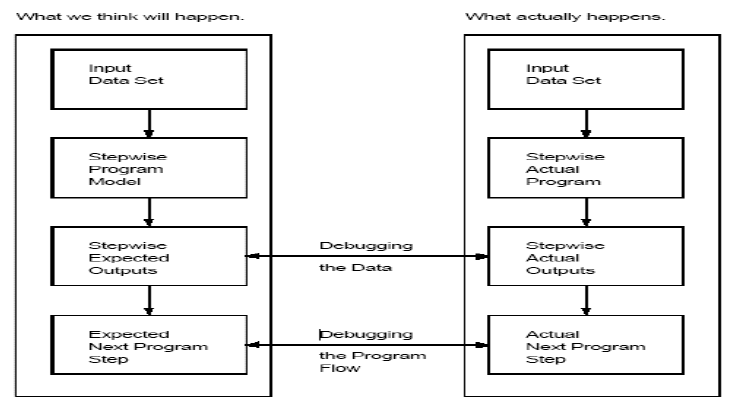 What we think will happen.
What actually happens.
Input
Data Set
Stepwise
Program
Model
Stepwise
Expected
Outputs
Expected
Next Program
Step
Debugging
the Data
Debugging
the Program
Flow
Input
Data Set
Stepwise
Actual
Program
Stepwise
Actual
Outputs
Actual
Next Program
Step